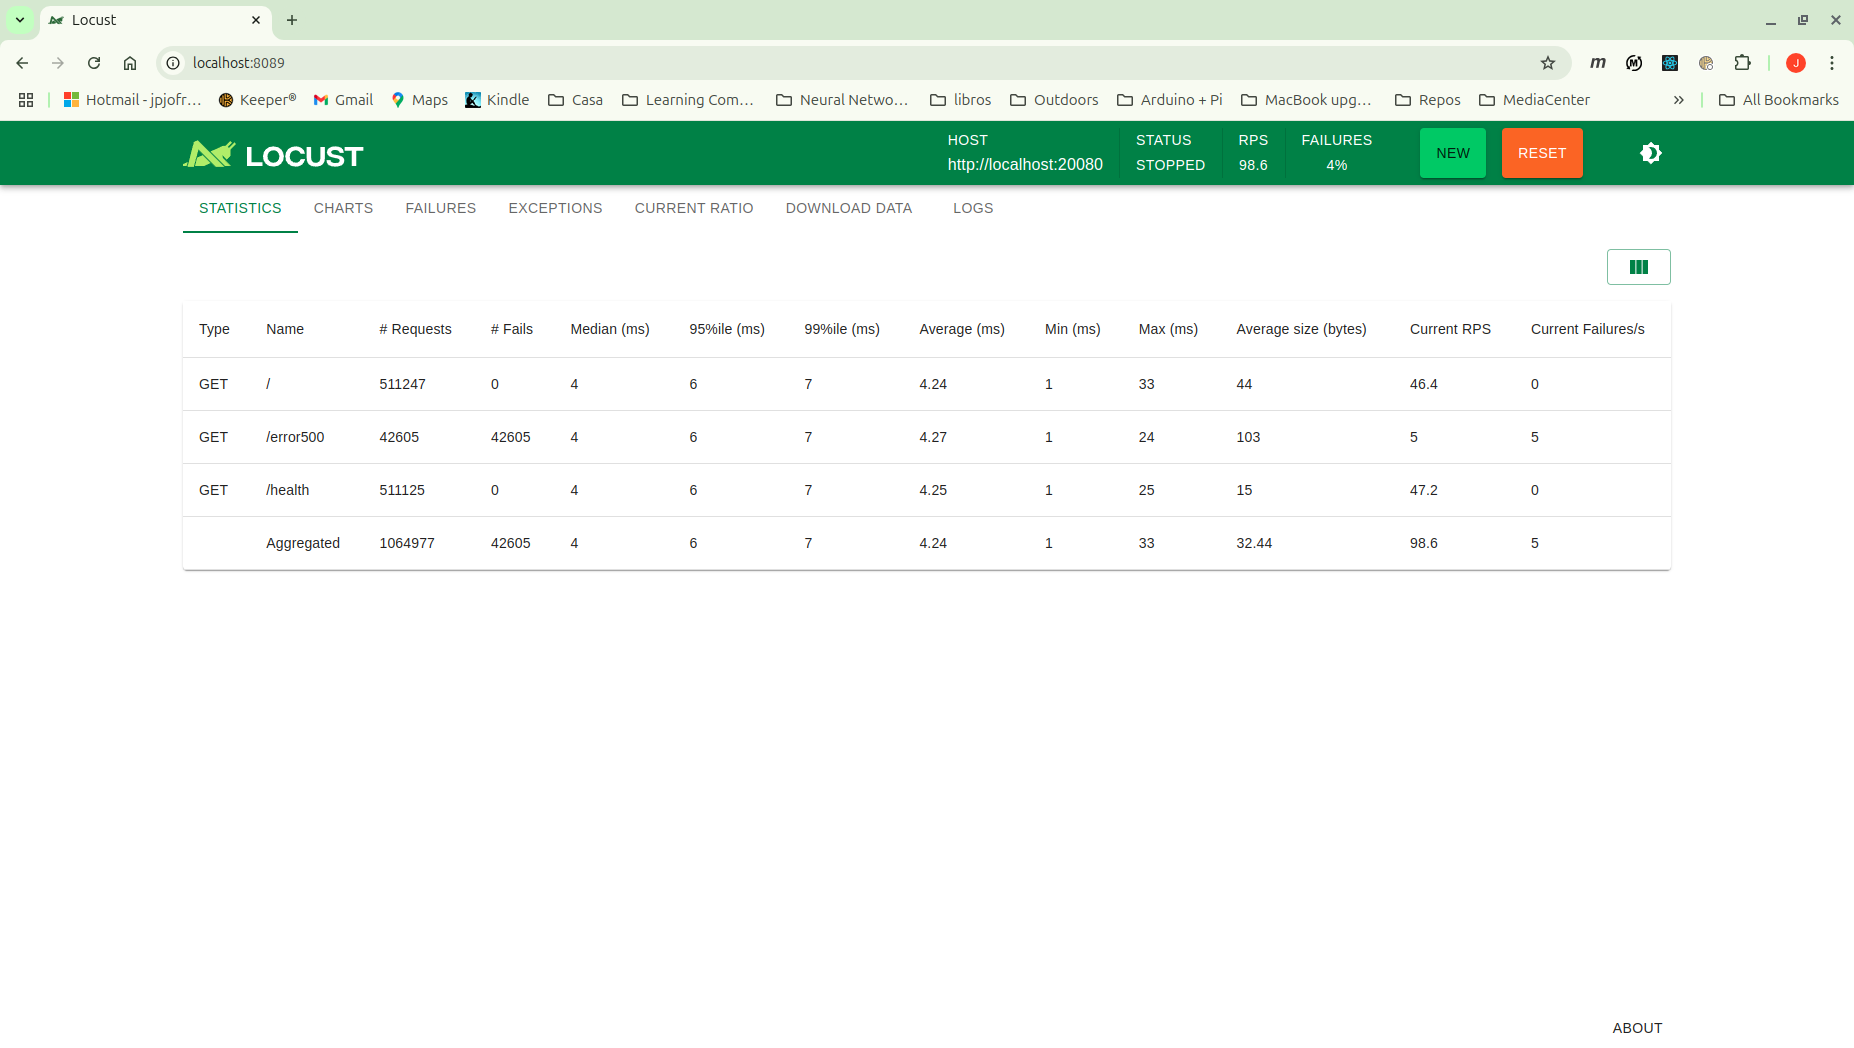 Locust
localhost:8089
Hotmail - jpjofr... Keeper® Gmail Maps Kindle Casa Learning Com... Neural Netwo... libros Outdoors Arduino + Pi MacBook upg... Repos MediaCenter » All Bookmarks
LOCUST
HOST STATUS RPS FAILURES
http://localhost:20080 STOPPED 98.6 4% NEW RESET
STATISTICS CHARTS FAILURES EXCEPTIONS CURRENT RATIO DOWNLOAD DATA LOGS
Type Name # Requests # Fails Median (ms) 95%ile (ms) 99%ile (ms) Average (ms) Min (ms) Max (ms) Average size (bytes) Current RPS Current Failures/s
GET / 511247 0 4 6 7 4.24 1 33 44 46.4 0
GET /error500 42605 42605 4 6 7 4.27 1 24 103 5 5
GET /health 511125 0 4 6 7 4.25 1 25 15 47.2 0
Aggregated 1064977 42605 4 6 7 4.24 1 33 32.44 98.6 5
ABOUT